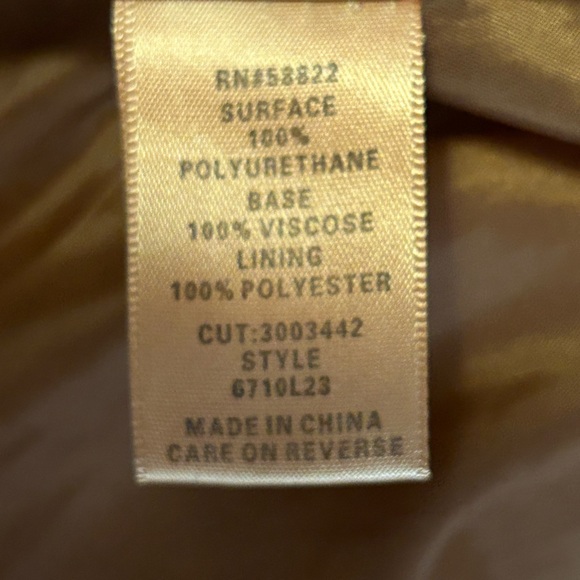 RN#58822
SURFACE
100%
POLYURETHANE
BASE
100% VISCOSE
LINING
100% POLYESTER
CUT:3003442
STYLE
6710L23
MADE IN CHINA
CARE ON REVERSE